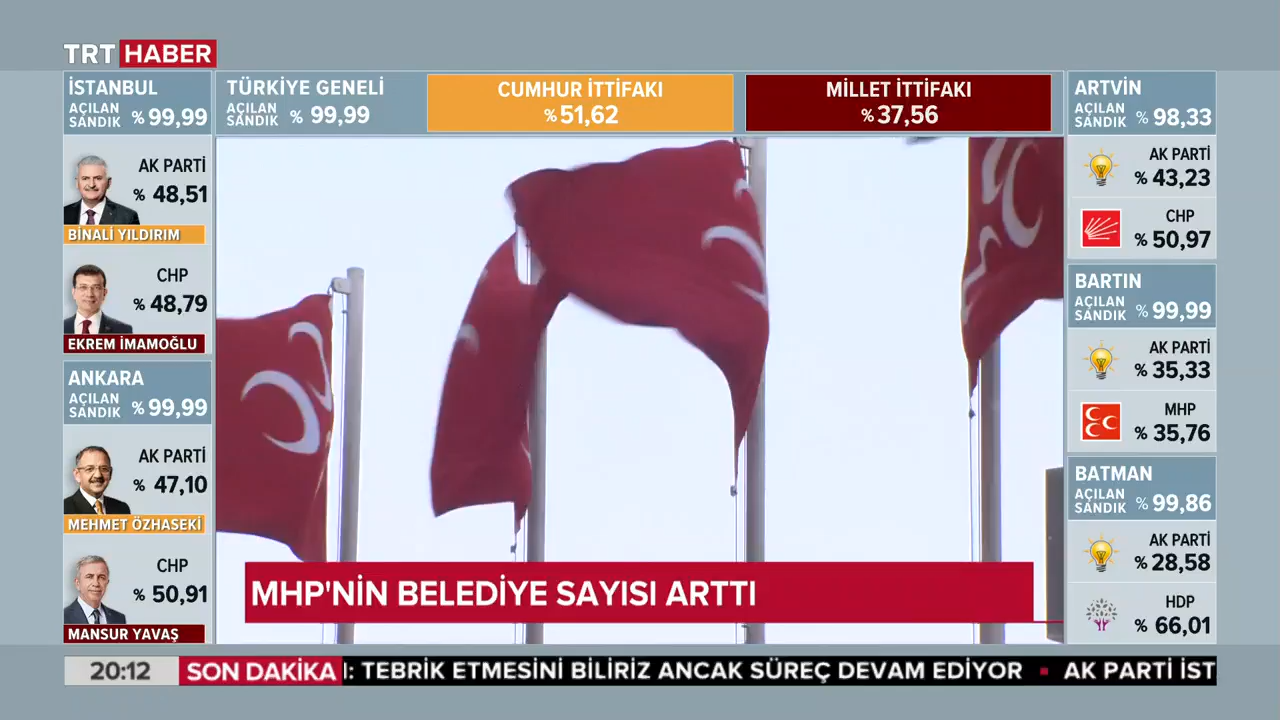 TRT HABER
İSTANBUL
AÇILAN SANDIK % 99,99
AK PARTİ
% 48,51
BİNALİ YILDIRIM
CHP
% 48,79
EKREM İMAMOĞLU
ANKARA
AÇILAN SANDIK % 99,99
AK PARTİ
% 47,10
MEHMET ÖZHASEKİ
CHP
% 50,91
MANSUR YAVAŞ
TÜRKİYE GENELİ
AÇILAN SANDIK % 99,99
CUMHUR İTTİFAKI
% 51,62
MİLLET İTTİFAKI
% 37,56
ARTVİN
AÇILAN SANDIK % 98,33
AK PARTİ
% 43,23
CHP
% 50,97
BARTIN
AÇILAN SANDIK % 99,99
AK PARTİ
% 35,33
MHP
% 35,76
BATMAN
AÇILAN SANDIK % 99,86
AK PARTİ
% 28,58
HDP
% 66,01
MHP'NİN BELEDİYE SAYISI ARTTI
20:12 SON DAKİKA : TEBRİK ETMESİNİ BİLİRİZ ANCAK SÜREÇ DEVAM EDİYOR ▪ AK PARTİ İST